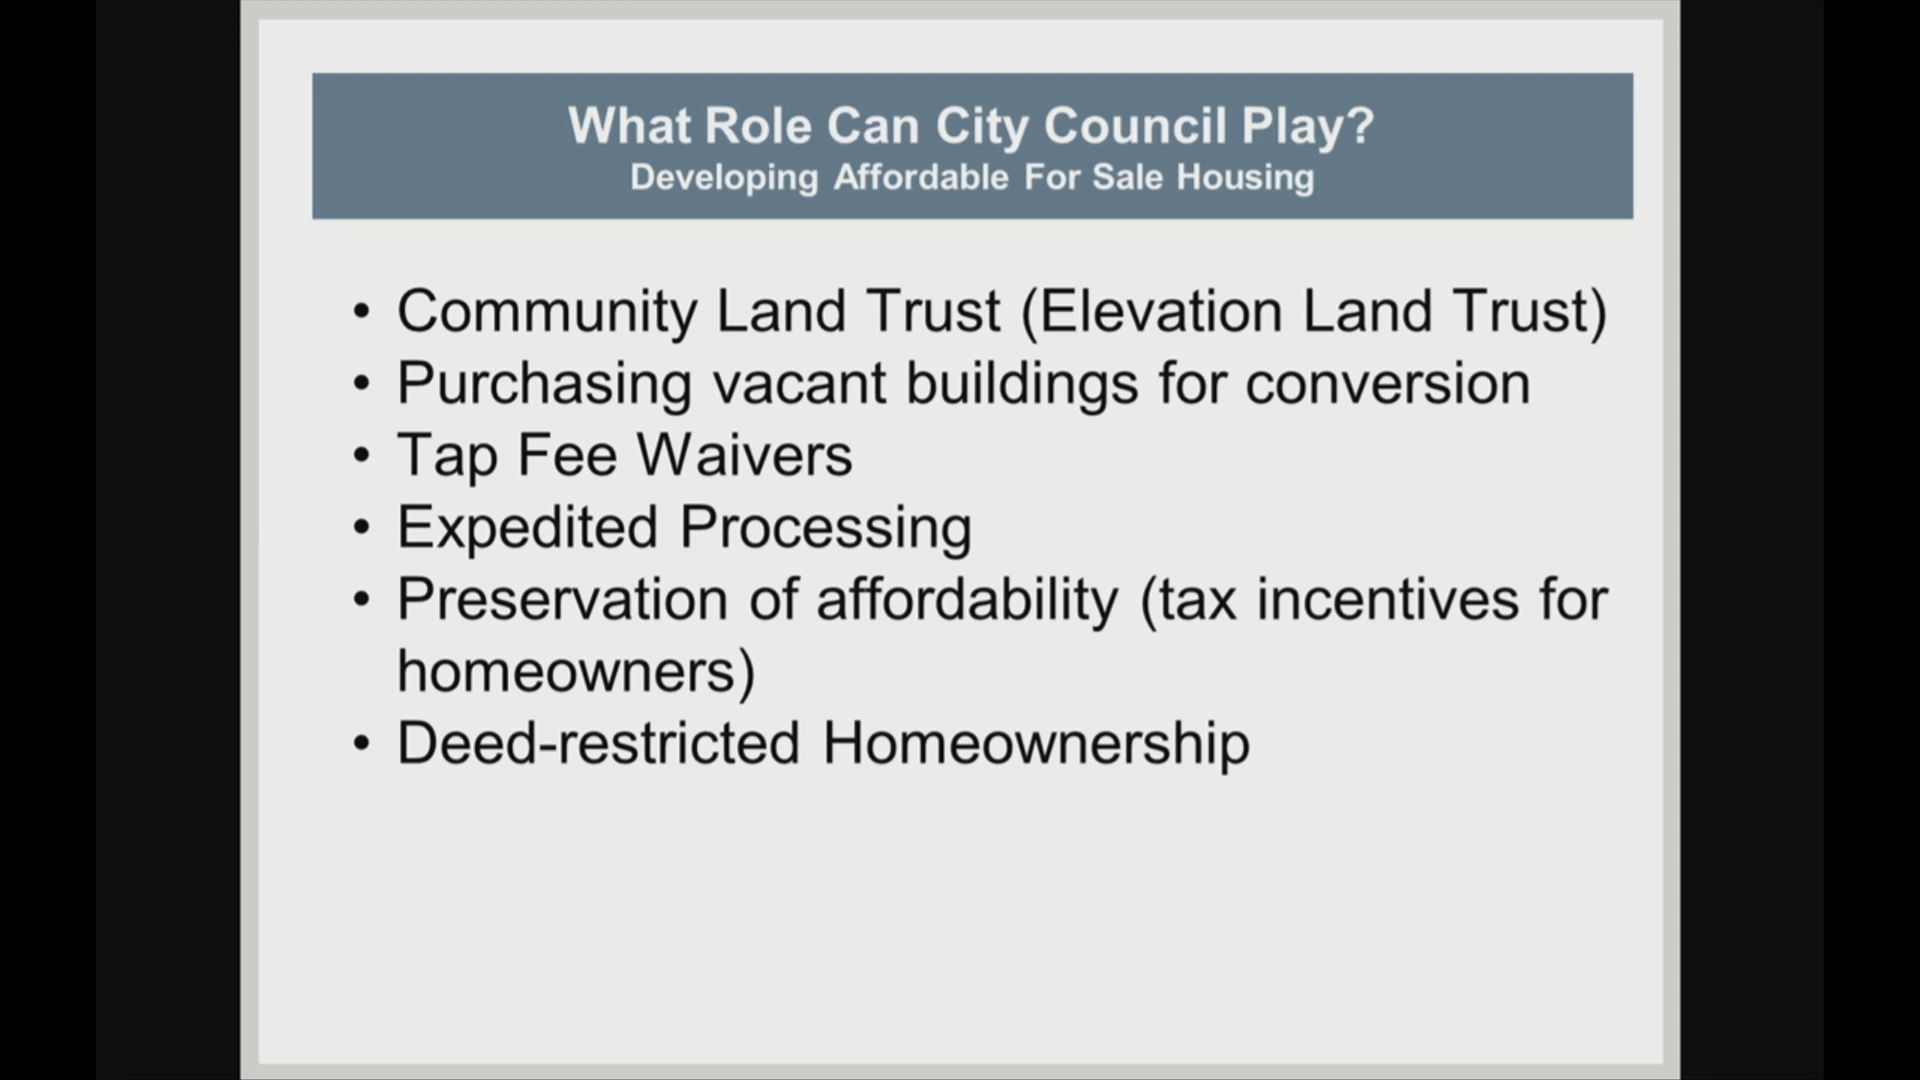 What Role Can City Council Play?
Developing Affordable For Sale Housing
• Community Land Trust (Elevation Land Trust)
• Purchasing vacant buildings for conversion
• Tap Fee Waivers
• Expedited Processing
• Preservation of affordability (tax incentives for
homeowners)
• Deed-restricted Homeownership